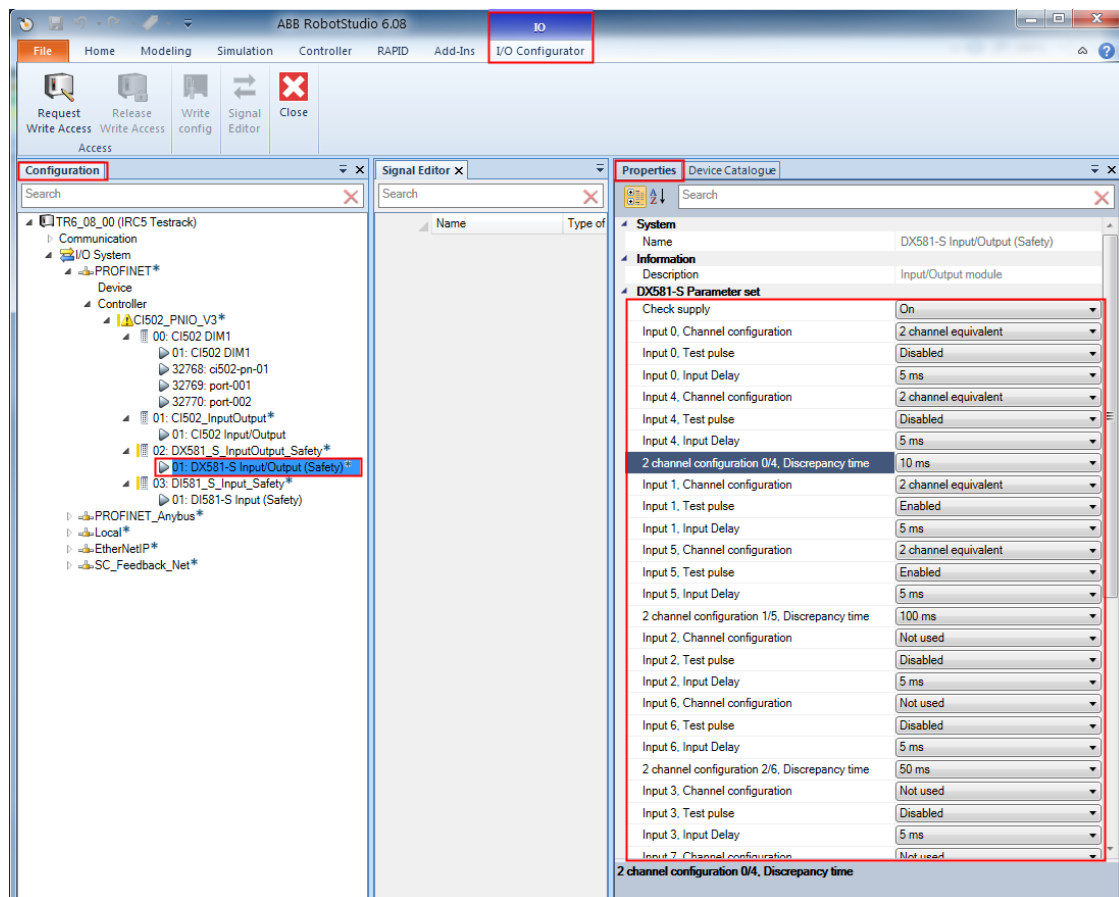 ABB RobotStudio 6.08
IO
File Home Modeling Simulation Controller RAPID Add-Ins I/O Configurator
Request Write Access
Release Write Access
Write config
Signal Editor
Close
Access
Configuration
Search
TR6_08_00 (IRC5 Testrack)
Communication
I/O System
PROFINET*
Device
Controller
CI502_PNIO_V3*
00: CI502 DIM1
01: CI502 DIM1
32768: ci502-pn-01
32769: port-001
32770: port-002
01: CI502_InputOutput*
01: CI502 Input/Output
02: DX581_S_InputOutput_Safety*
01: DX581-S Input/Output (Safety)*
03: DI581_S_Input_Safety*
01: DI581-S Input (Safety)
PROFINET_Anybus*
Local*
EtherNetIP*
SC_Feedback_Net*
Signal Editor X
Search
Name Type of
Properties Device Catalogue
Search
System
Name DX581-S Input/Output (Safety)
Information
Description Input/Output module
DX581-S Parameter set
Check supply On
Input 0, Channel configuration 2 channel equivalent
Input 0, Test pulse Disabled
Input 0, Input Delay 5 ms
Input 4, Channel configuration 2 channel equivalent
Input 4, Test pulse Disabled
Input 4, Input Delay 5 ms
2 channel configuration 0/4, Discrepancy time 10 ms
Input 1, Channel configuration 2 channel equivalent
Input 1, Test pulse Enabled
Input 1, Input Delay 5 ms
Input 5, Channel configuration 2 channel equivalent
Input 5, Test pulse Enabled
Input 5, Input Delay 5 ms
2 channel configuration 1/5, Discrepancy time 100 ms
Input 2, Channel configuration Not used
Input 2, Test pulse Disabled
Input 2, Input Delay 5 ms
Input 6, Channel configuration Not used
Input 6, Test pulse Disabled
Input 6, Input Delay 5 ms
2 channel configuration 2/6, Discrepancy time 50 ms
Input 3, Channel configuration Not used
Input 3, Test pulse Disabled
Input 3, Input Delay 5 ms
Input 7, Channel configuration Not used
2 channel configuration 0/4, Discrepancy time